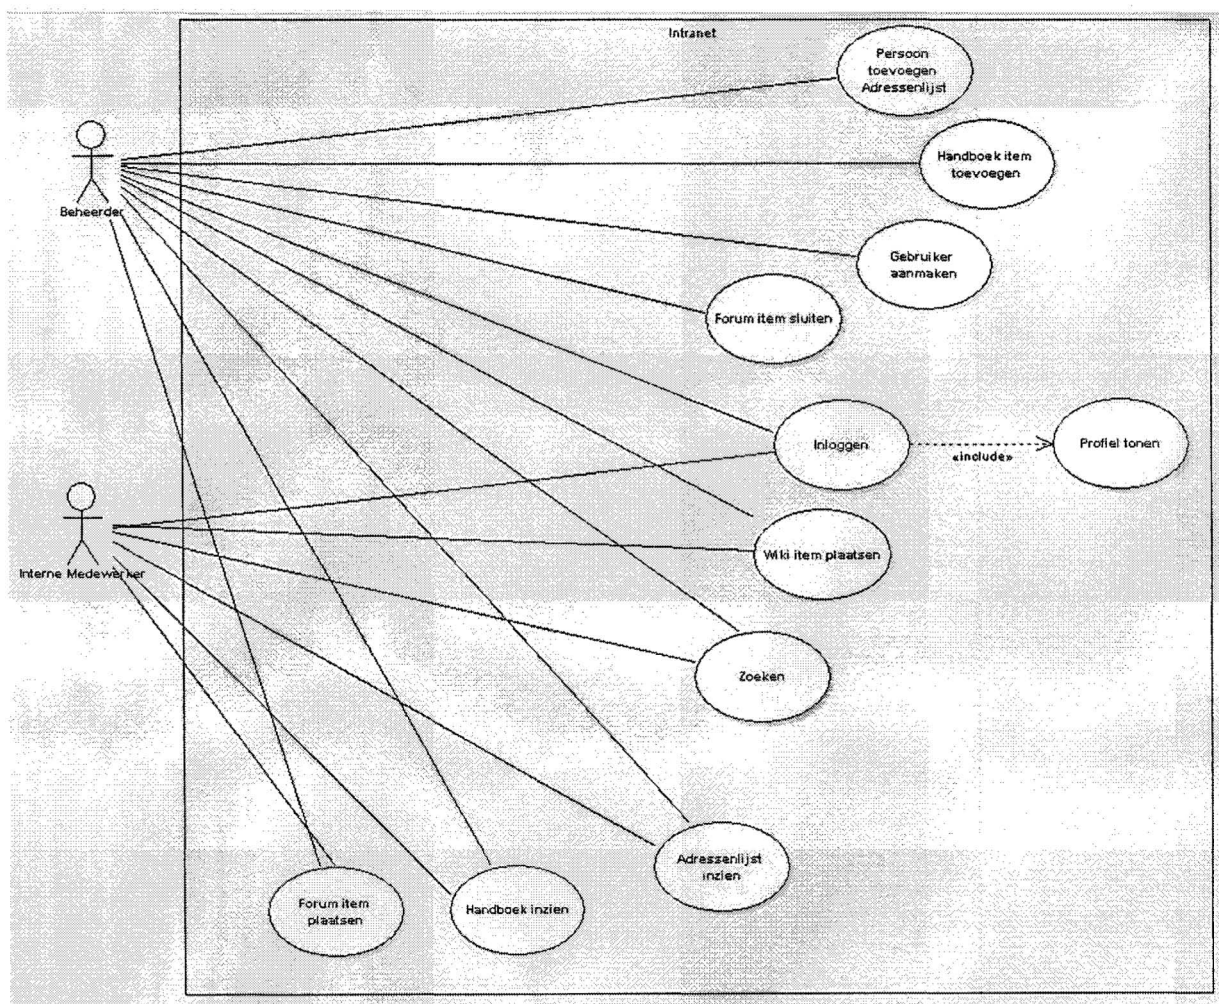 Intranet
Persoon
toevoegen
Adressenlijst
Handboek item
toevoegen
Beheerder
Gebruiker
aanmaken
Forum item sluiten
Inloggen
«include»
Profiel tonen
Interne Medewerker
Wiki item plaatsen
Zoeken
Adressenlijst
inzien
Forum item
plaatsen
Handboek inzien